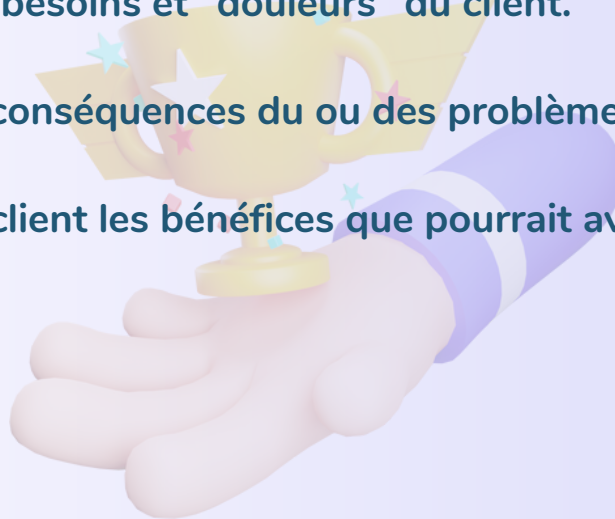 besoins et "douleurs" du client.
conséquences du ou des problème
client les bénéfices que pourrait av